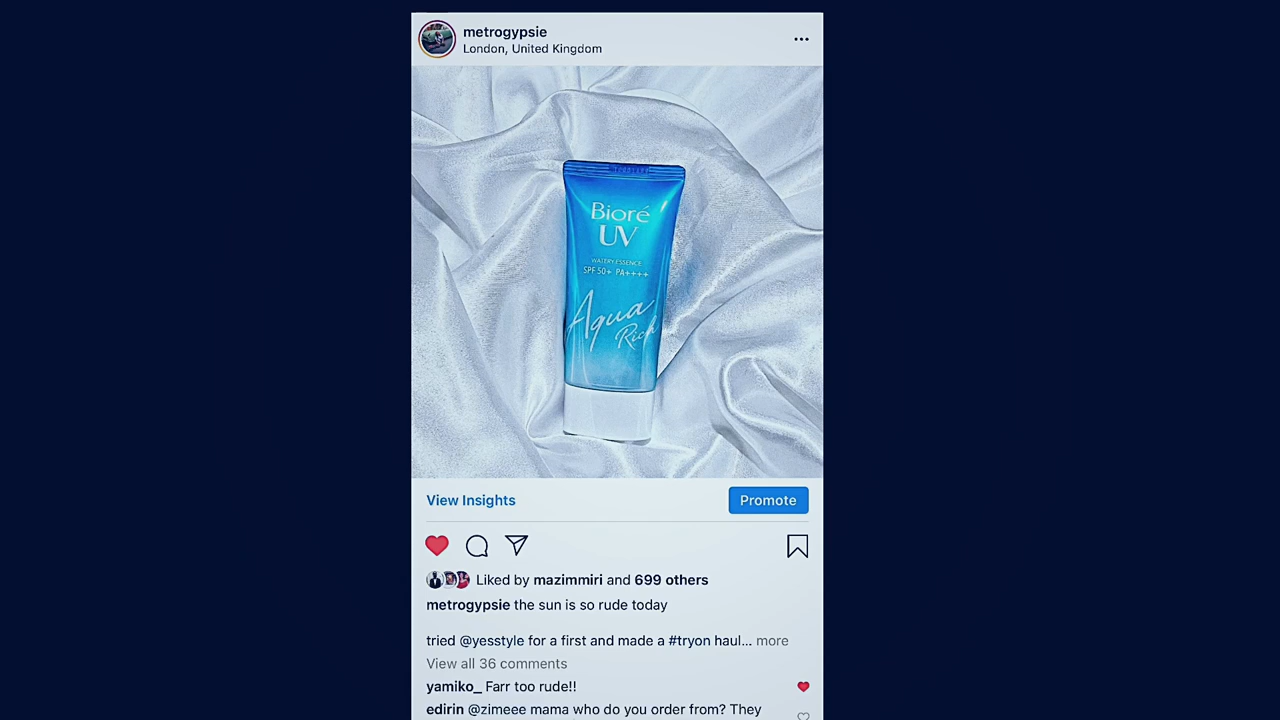 metrogypsie
London, United Kingdom
Bioré
UV
WATERY ESSENCE
SPF 50+ PA++++
Aqua
Rich
View Insights
Promote
Liked by mazimmiri and 699 others
metrogypsie the sun is so rude today
tried @yesstyle for a first and made a #tryon haul... more
View all 36 comments
yamiko_ Farr too rude!!
edirin @zimeee mama who do you order from? They